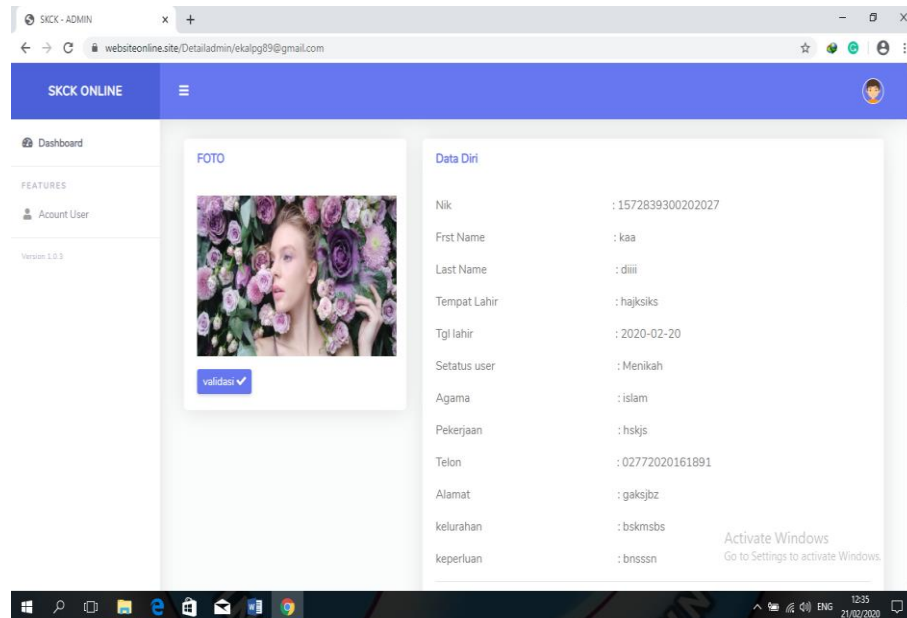 SKCK - ADMIN
websiteonline.site/Detailadmin/ekalpg89@gmail.com
SKCK ONLINE
Dashboard
FEATURES
Acount User
Version 1.0.3
FOTO
validasi
Data Diri
Nik : 1572839300202027
Frst Name : kaa
Last Name : diiii
Tempat Lahir : hajksiks
Tgl lahir : 2020-02-20
Setatus user : Menikah
Agama : islam
Pekerjaan : hskjs
Telon : 02772020161891
Alamat : gaksjbz
kelurahan : bskmsbs
keperluan : bnsssn
Activate Windows
Go to Settings to activate Windows.
ENG
12:35
21/02/2020